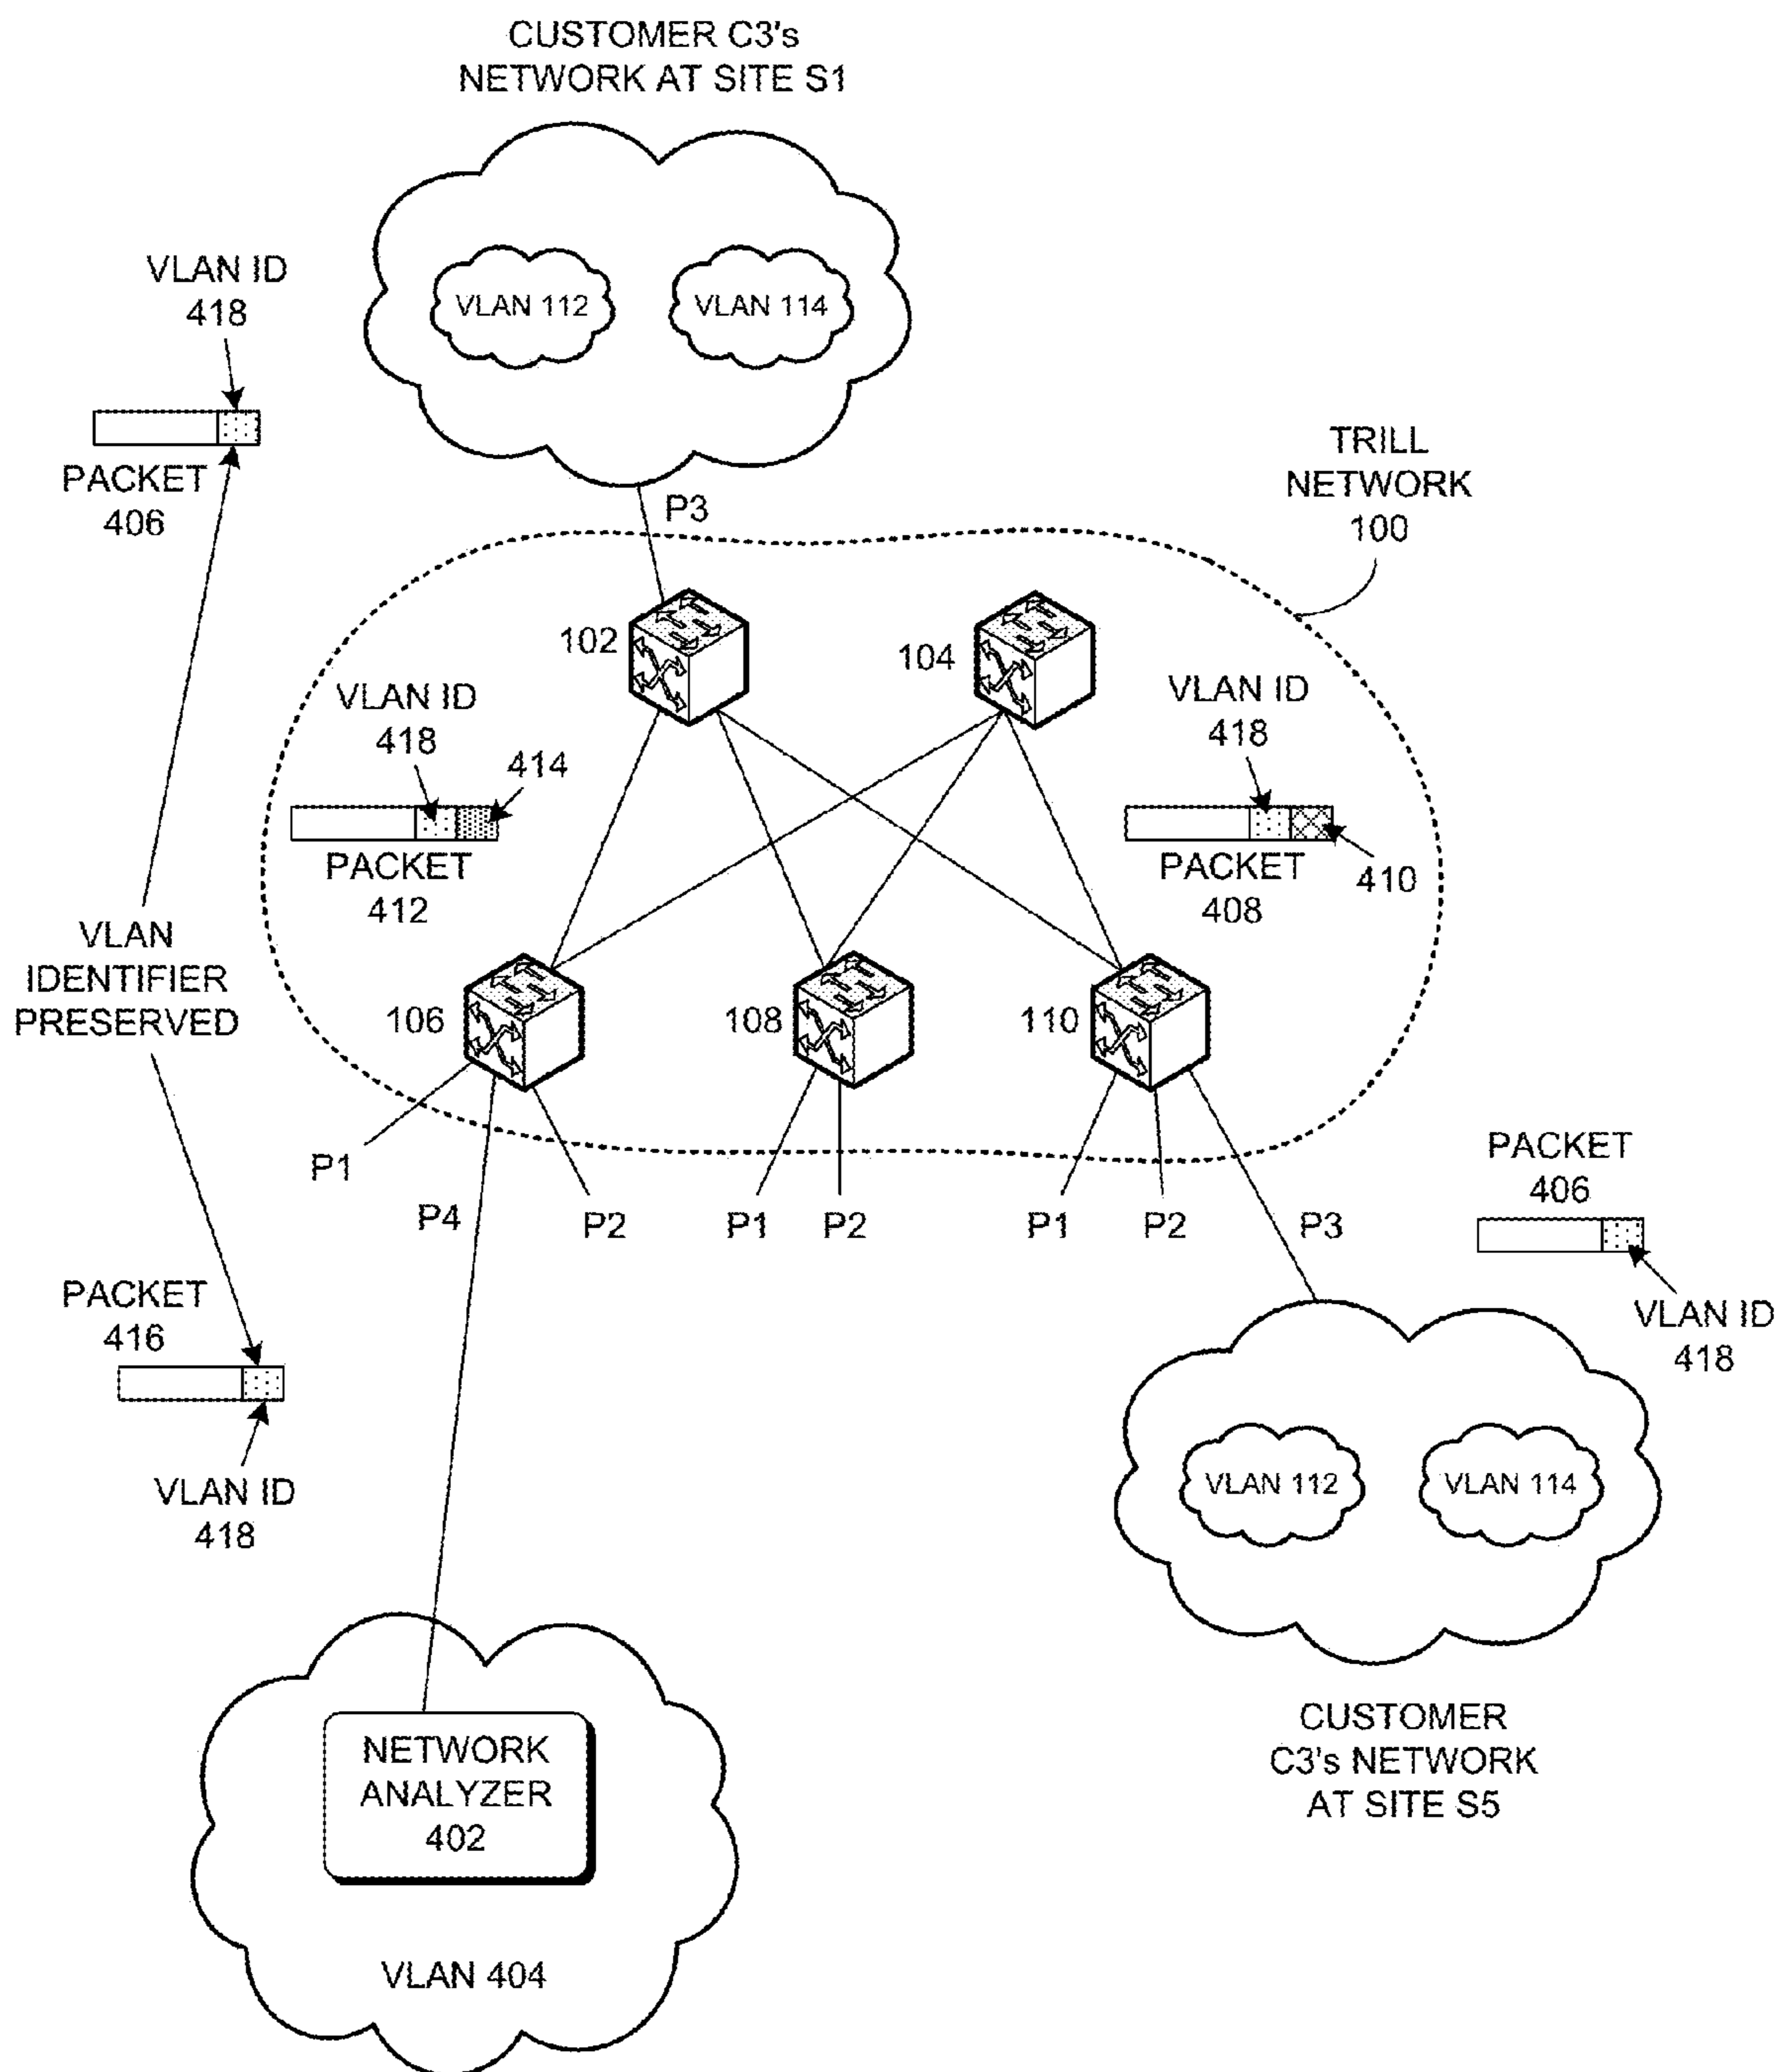 CUSTOMER C3's
NETWORK AT SITE S1
VLAN ID
418
VLAN 112
VLAN 114
PACKET
406
TRILL
NETWORK
100
P3
102
104
VLAN ID
418
414
VLAN ID
418
PACKET
412
PACKET
408
410
VLAN
IDENTIFIER
PRESERVED
106
108
110
P1
P4
P2
P1
P2
P1
P2
P3
PACKET
406
VLAN ID
418
PACKET
416
VLAN ID
418
VLAN 112
VLAN 114
NETWORK
ANALYZER
402
VLAN 404
CUSTOMER
C3's NETWORK
AT SITE S5